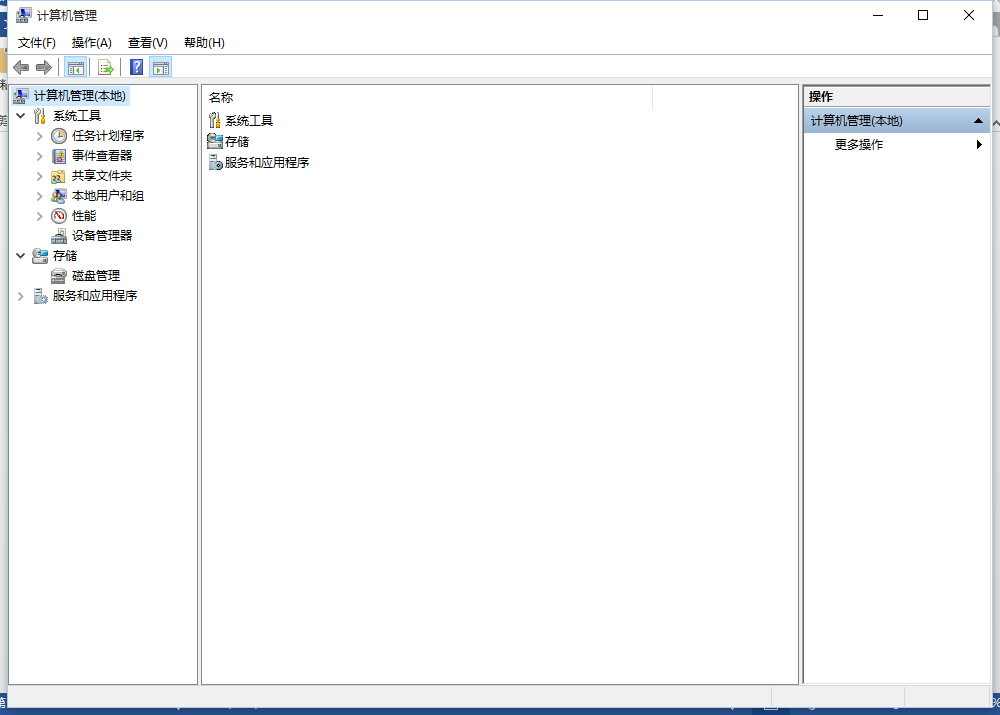 计算机管理
文件(F) 操作(A) 查看(V) 帮助(H)
计算机管理(本地)
系统工具
任务计划程序
事件查看器
共享文件夹
本地用户和组
性能
设备管理器
存储
磁盘管理
服务和应用程序
名称
系统工具
存储
服务和应用程序
操作
计算机管理(本地)
更多操作